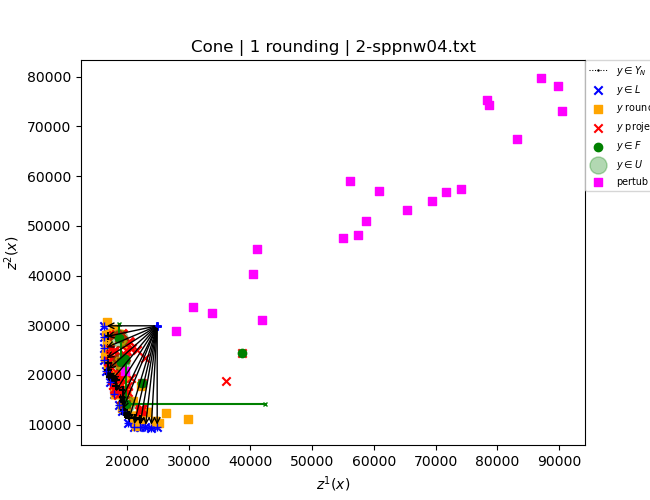 Cone | 1 rounding | 2-sppnw04.txt
80000
70000
60000
50000
40000
30000
20000
10000
z²(x)
20000 30000 40000 50000 60000 70000 80000 90000
z¹(x)
y ∈ Y_N
y ∈ L
y roun
y proje
y ∈ F
y ∈ U
pertub